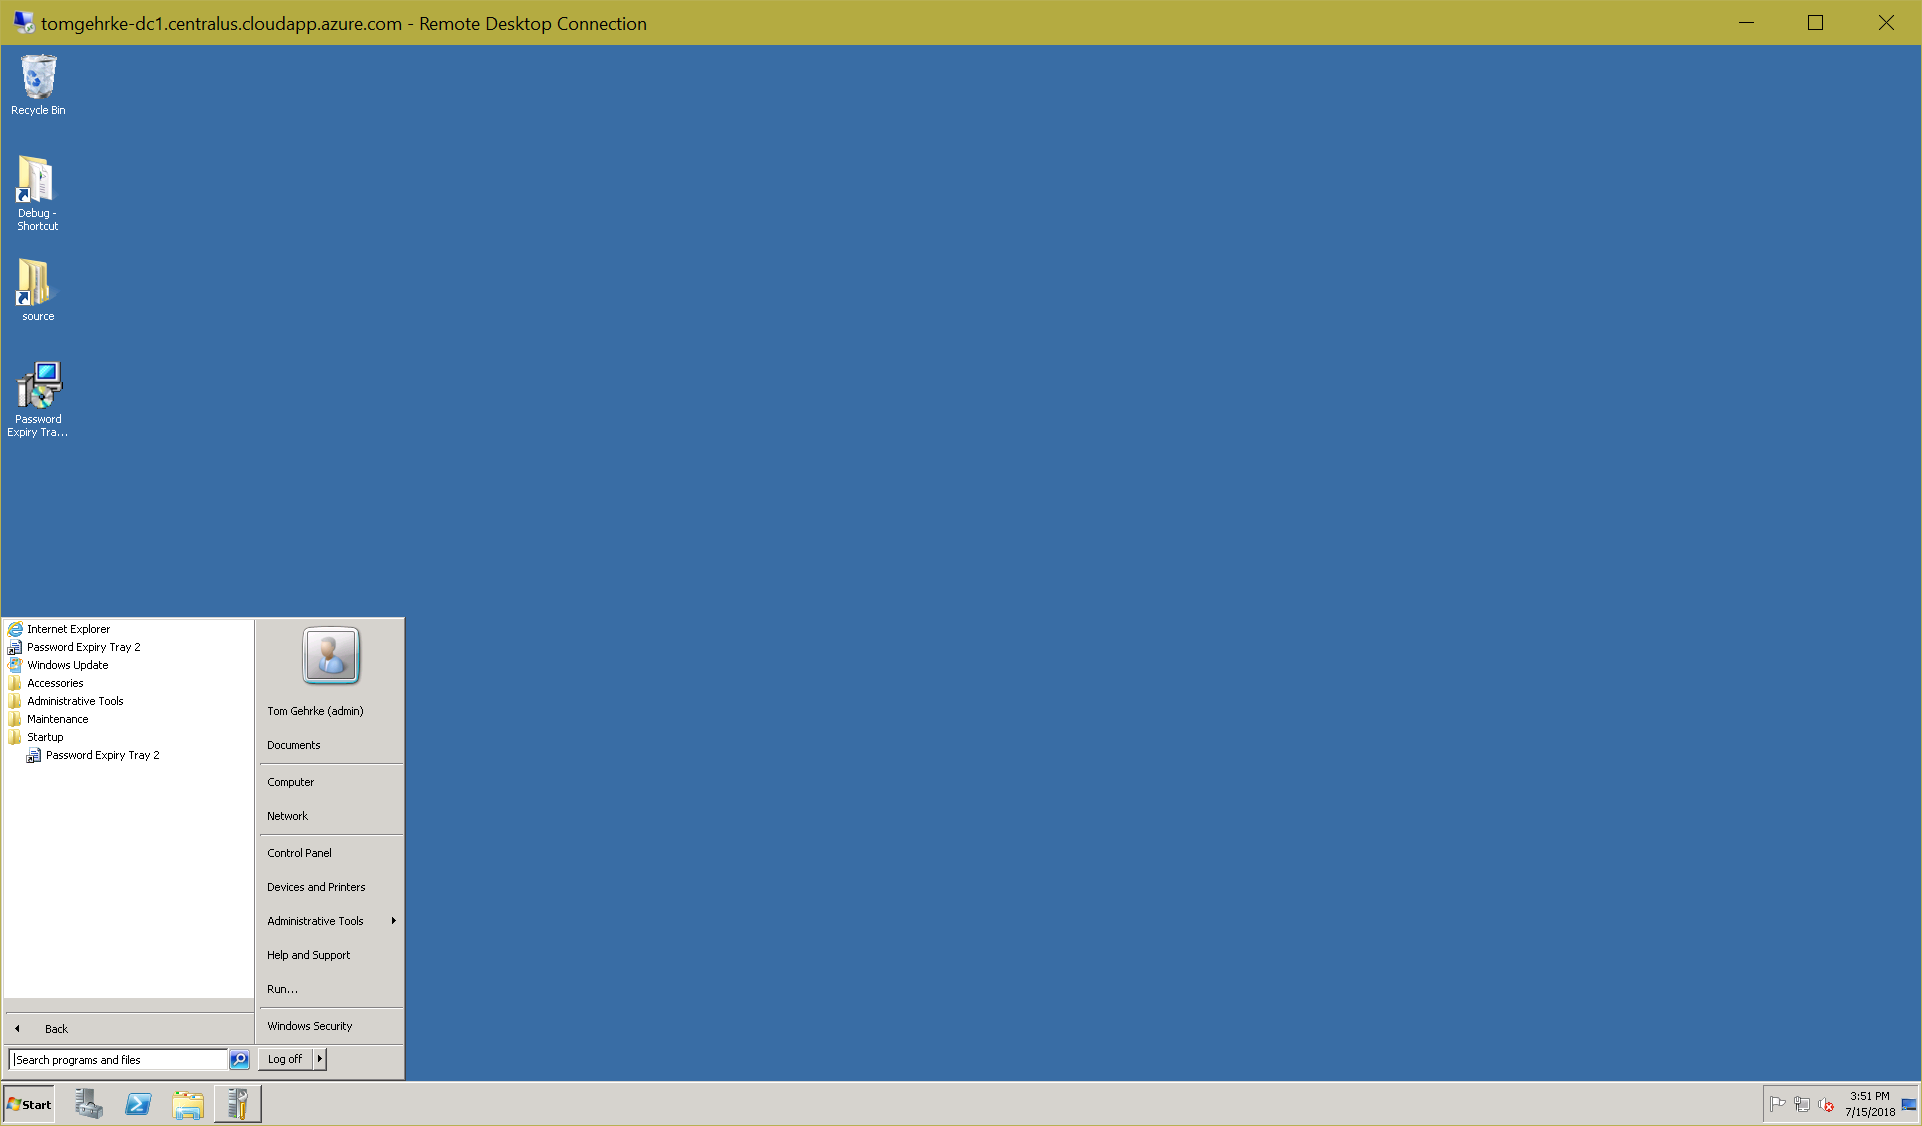 tomgehrke-dc1.centralus.cloudapp.azure.com - Remote Desktop Connection
Recycle Bin
Debug -
Shortcut
source
Password
Expiry Tra...
Internet Explorer
Password Expiry Tray 2
Windows Update
Accessories
Administrative Tools
Maintenance
Startup
Password Expiry Tray 2
Back
Search programs and files
Tom Gehrke (admin)
Documents
Computer
Network
Control Panel
Devices and Printers
Administrative Tools
Help and Support
Run...
Windows Security
Log off
Start
3:51 PM
7/15/2018